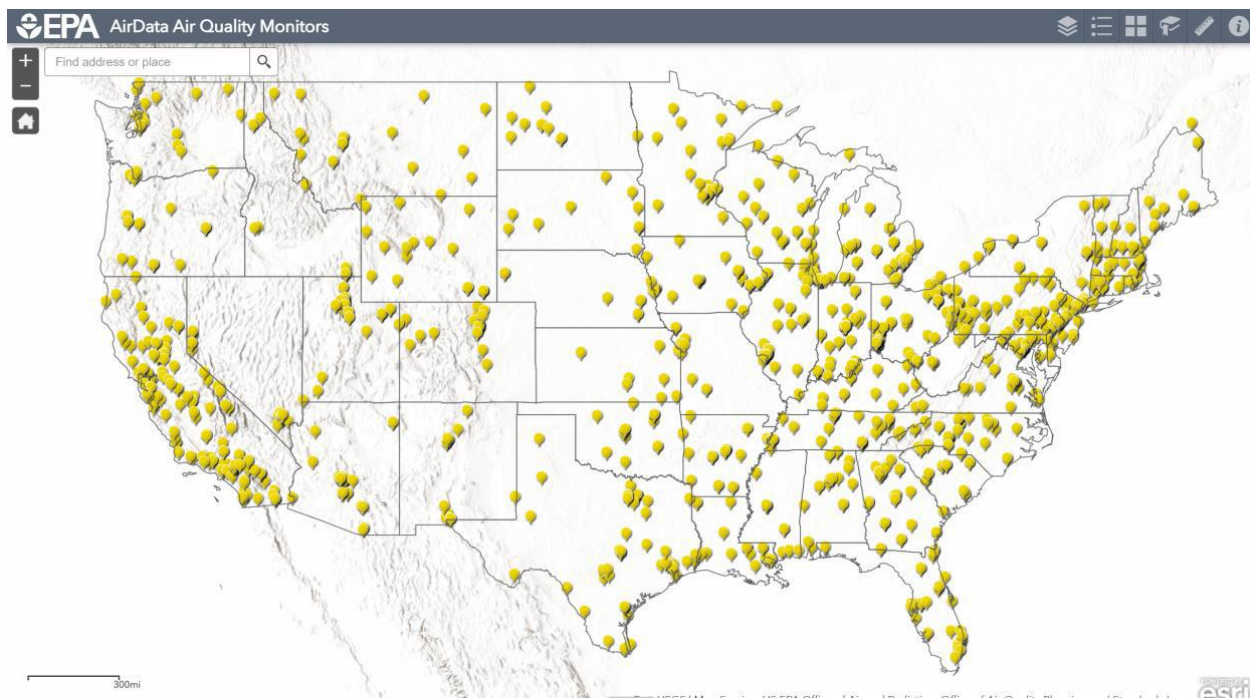 EPA AirData Air Quality Monitors
+
Find address or place
−
300mi
esri